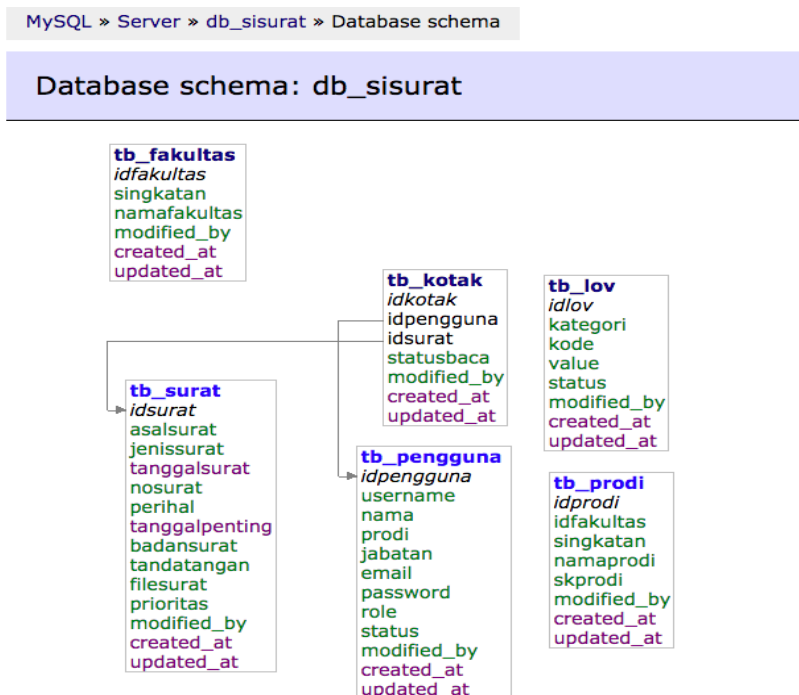 MySQL » Server » db_sisurat » Database schema
Database schema: db_sisurat
tb_fakultas
idfakultas
singkatan
namafakultas
modified_by
created_at
updated_at
tb_kotak
idkotak
idpengguna
idsurat
statusbaca
modified_by
created_at
updated_at
tb_lov
idlov
kategori
kode
value
status
modified_by
created_at
updated_at
tb_surat
idsurat
asalsurat
jenissurat
tanggalsurat
nosurat
perihal
tanggalpenting
badansurat
tandatangan
filesurat
prioritas
modified_by
created_at
updated_at
tb_pengguna
idpengguna
username
nama
prodi
jabatan
email
password
role
status
modified_by
created_at
updated_at
tb_prodi
idprodi
idfakultas
singkatan
namaprodi
skprodi
modified_by
created_at
updated_at